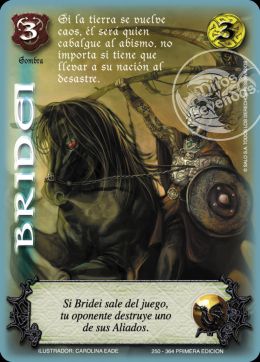 3
Sombra
Si la tierra se vuelve
caos, él será quien
cabalgue al abismo, no
importa si tiene que
llevar a su nación al
desastre.
3
mitos
leyendas
BRIDEI
Si Bridei sale del juego,
tu oponente destruye uno
de sus Aliados.
ILUSTRADOR: CAROLINA EADE
250 - 364 PRIMERA EDICION